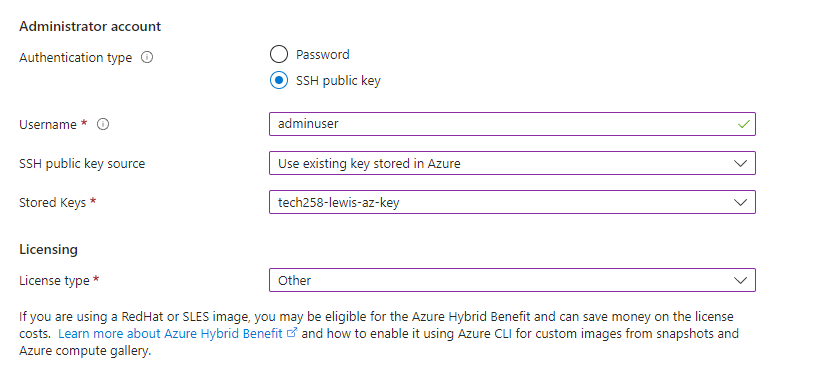 Administrator account
Authentication type
Password
SSH public key
Username *
adminuser
SSH public key source
Use existing key stored in Azure
Stored Keys *
tech258-lewis-az-key
Licensing
License type *
Other
If you are using a RedHat or SLES image, you may be eligible for the Azure Hybrid Benefit and can save money on the license
costs. Learn more about Azure Hybrid Benefit and how to enable it using Azure CLI for custom images from snapshots and
Azure compute gallery.